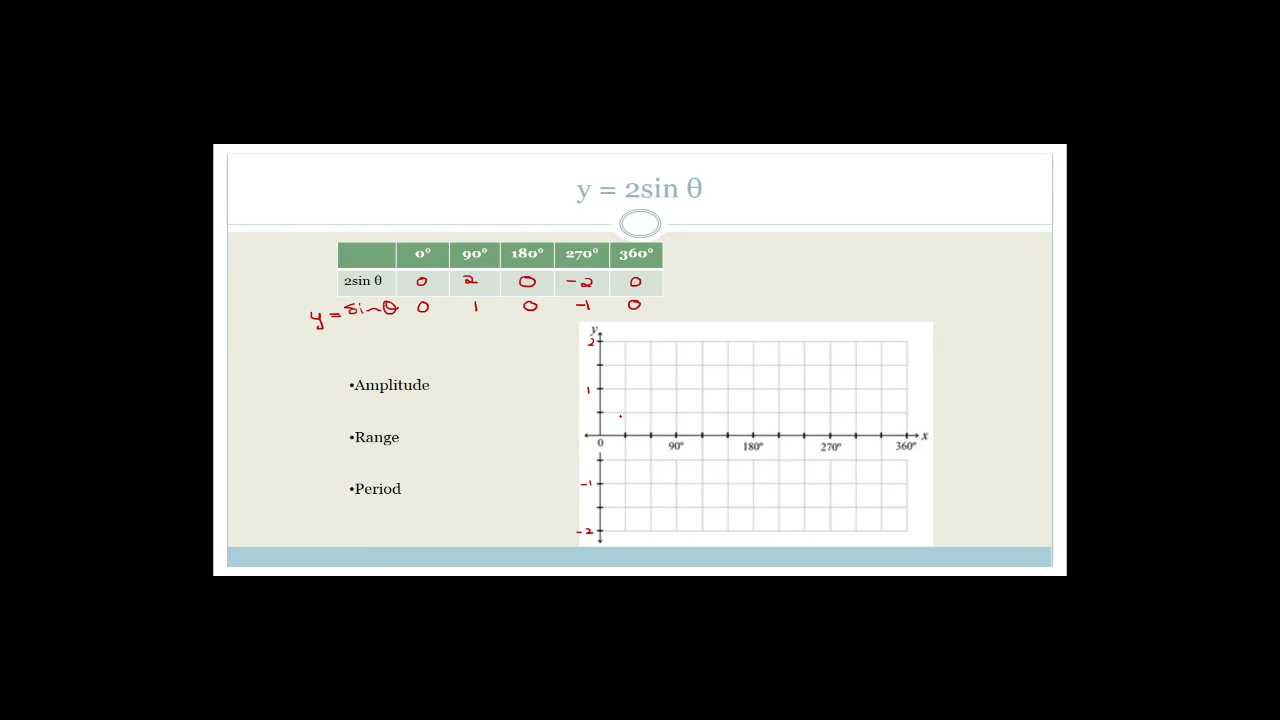 y = 2sin θ
0° 90° 180° 270° 360°
2sin θ 0 2 0 -2 0
y = sin θ 0 1 0 -1 0
y
2
•Amplitude
1
•Range
x
0 90° 180° 270° 360°
-1
•Period
-2